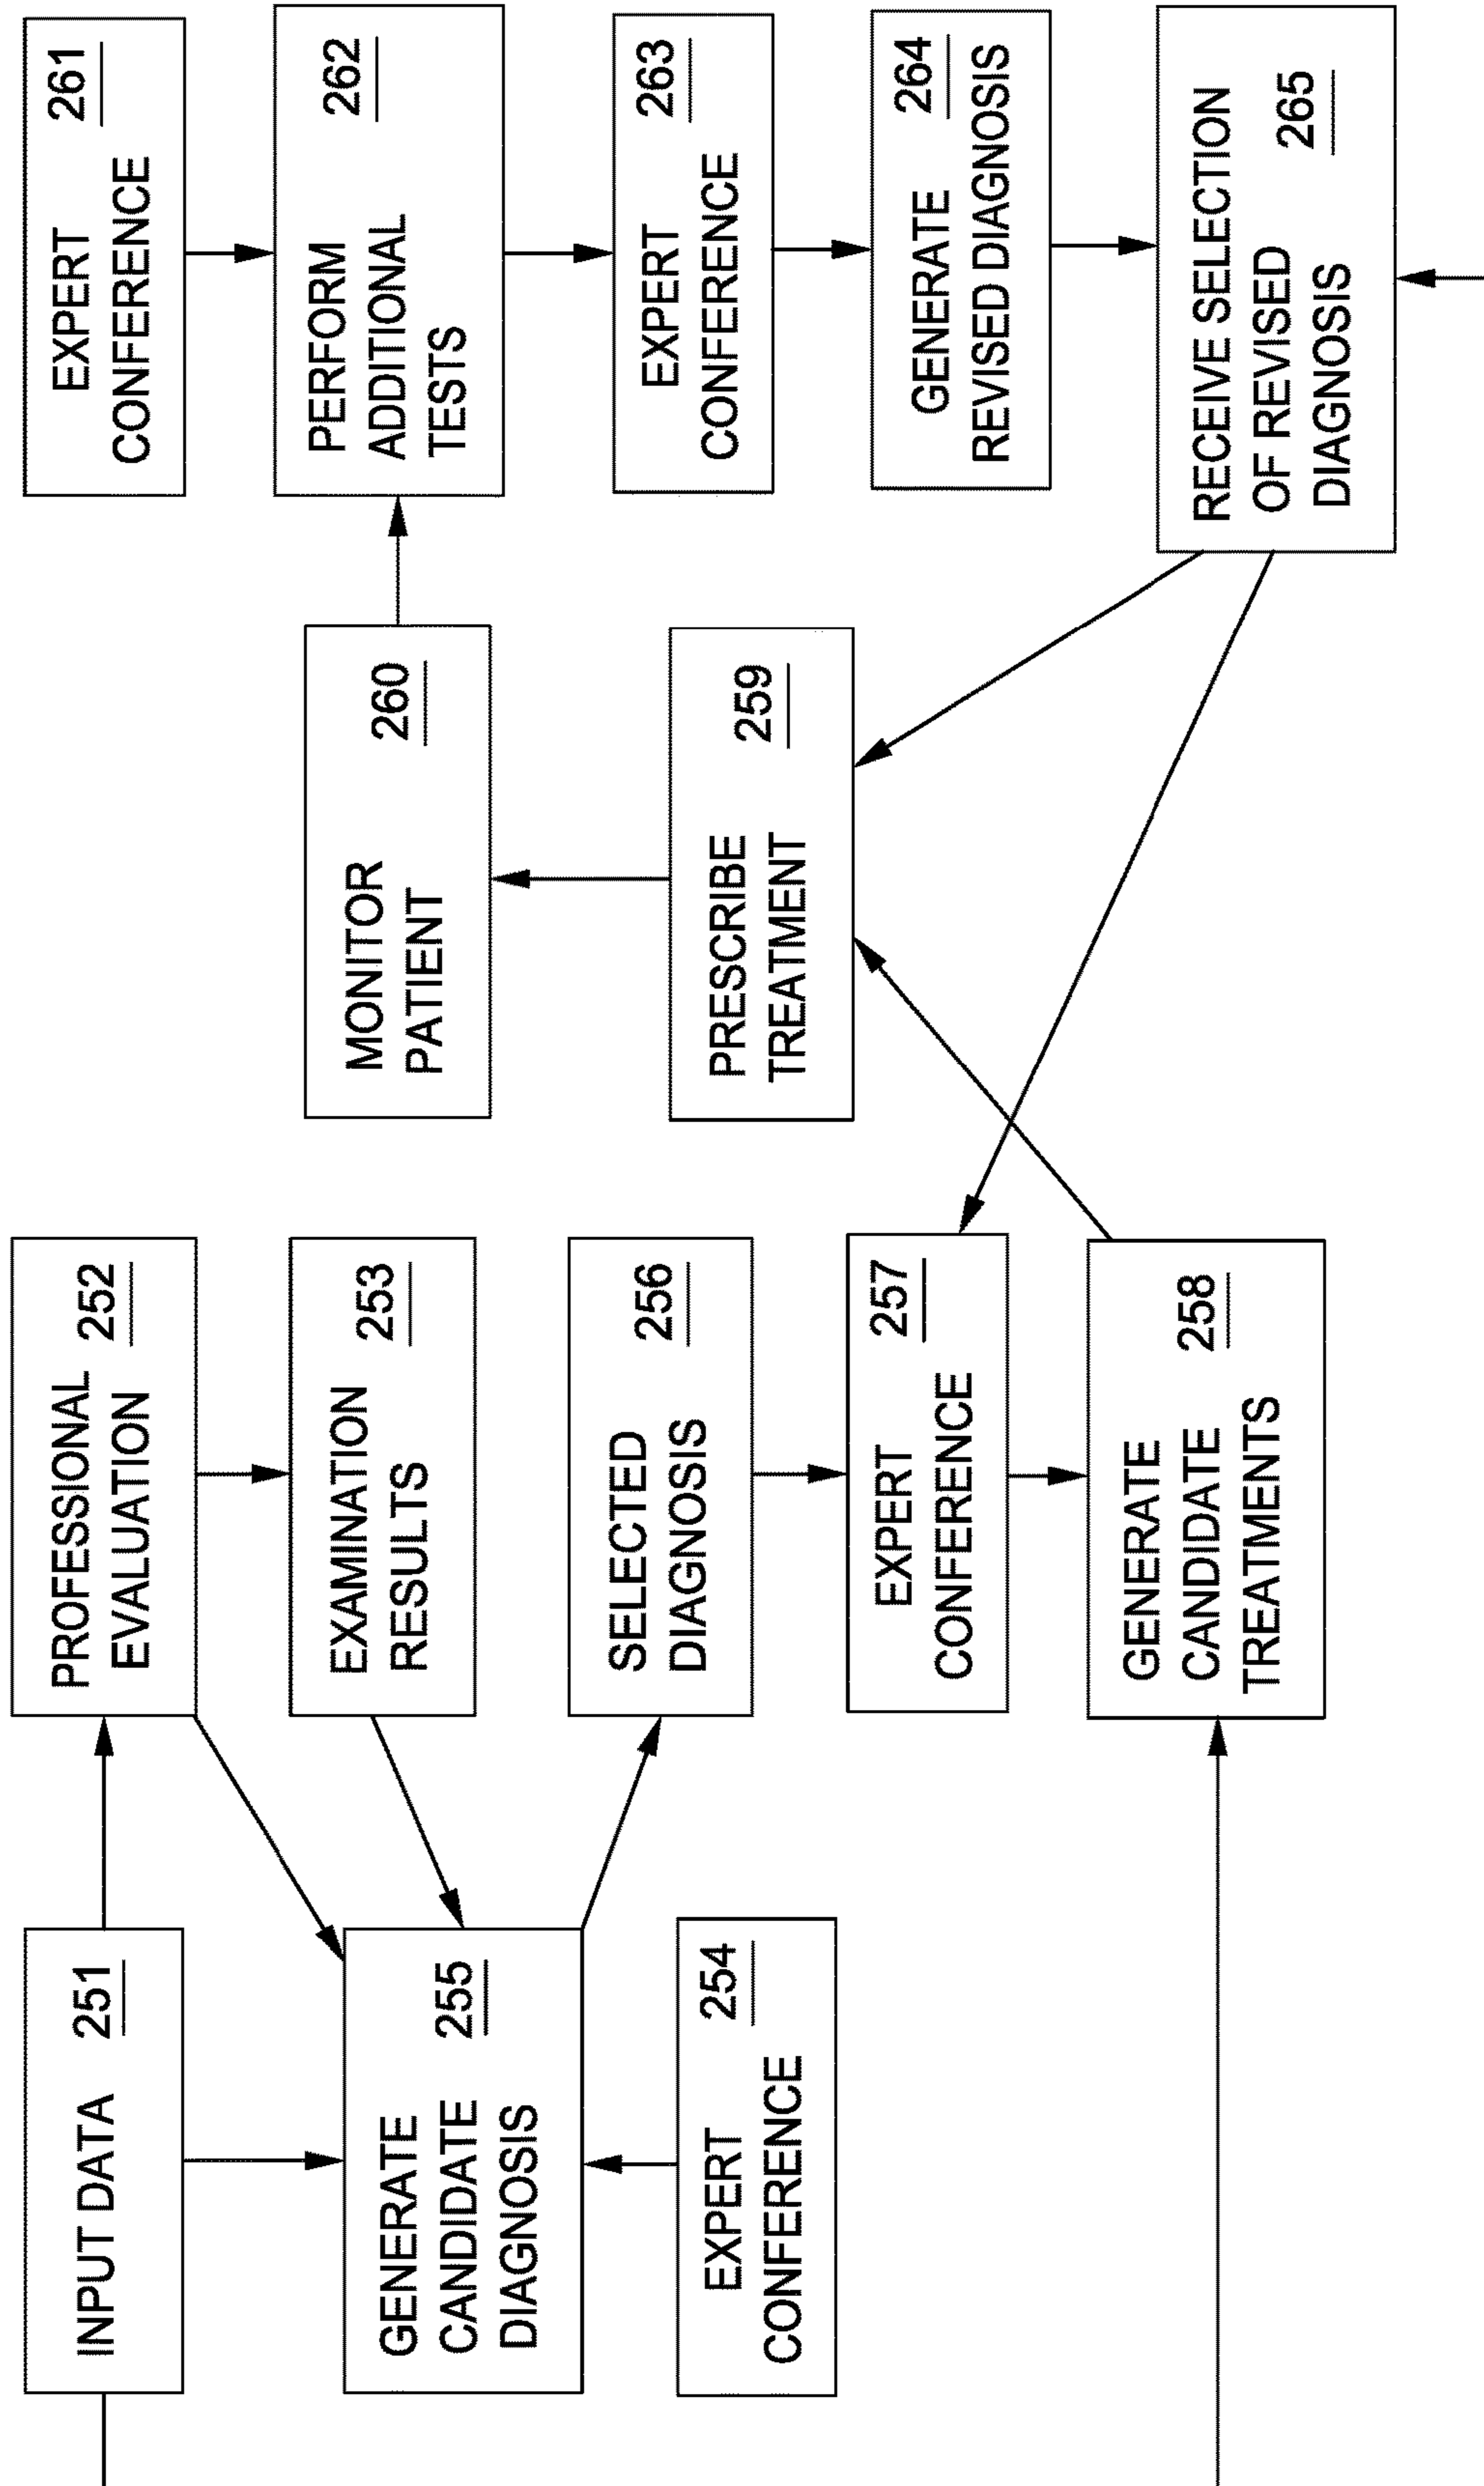 INPUT DATA 251
PROFESSIONAL 252
EVALUATION
EXAMINATION 253
RESULTS
EXPERT 254
CONFERENCE
GENERATE
CANDIDATE 255
DIAGNOSIS
SELECTED 256
DIAGNOSIS
EXPERT 257
CONFERENCE
GENERATE
CANDIDATE 258
TREATMENTS
PRESCRIBE 259
TREATMENT
MONITOR 260
PATIENT
EXPERT 261
CONFERENCE
PERFORM 262
ADDITIONAL
TESTS
EXPERT 263
CONFERENCE
GENERATE 264
REVISED DIAGNOSIS
RECEIVE SELECTION
OF REVISED 265
DIAGNOSIS